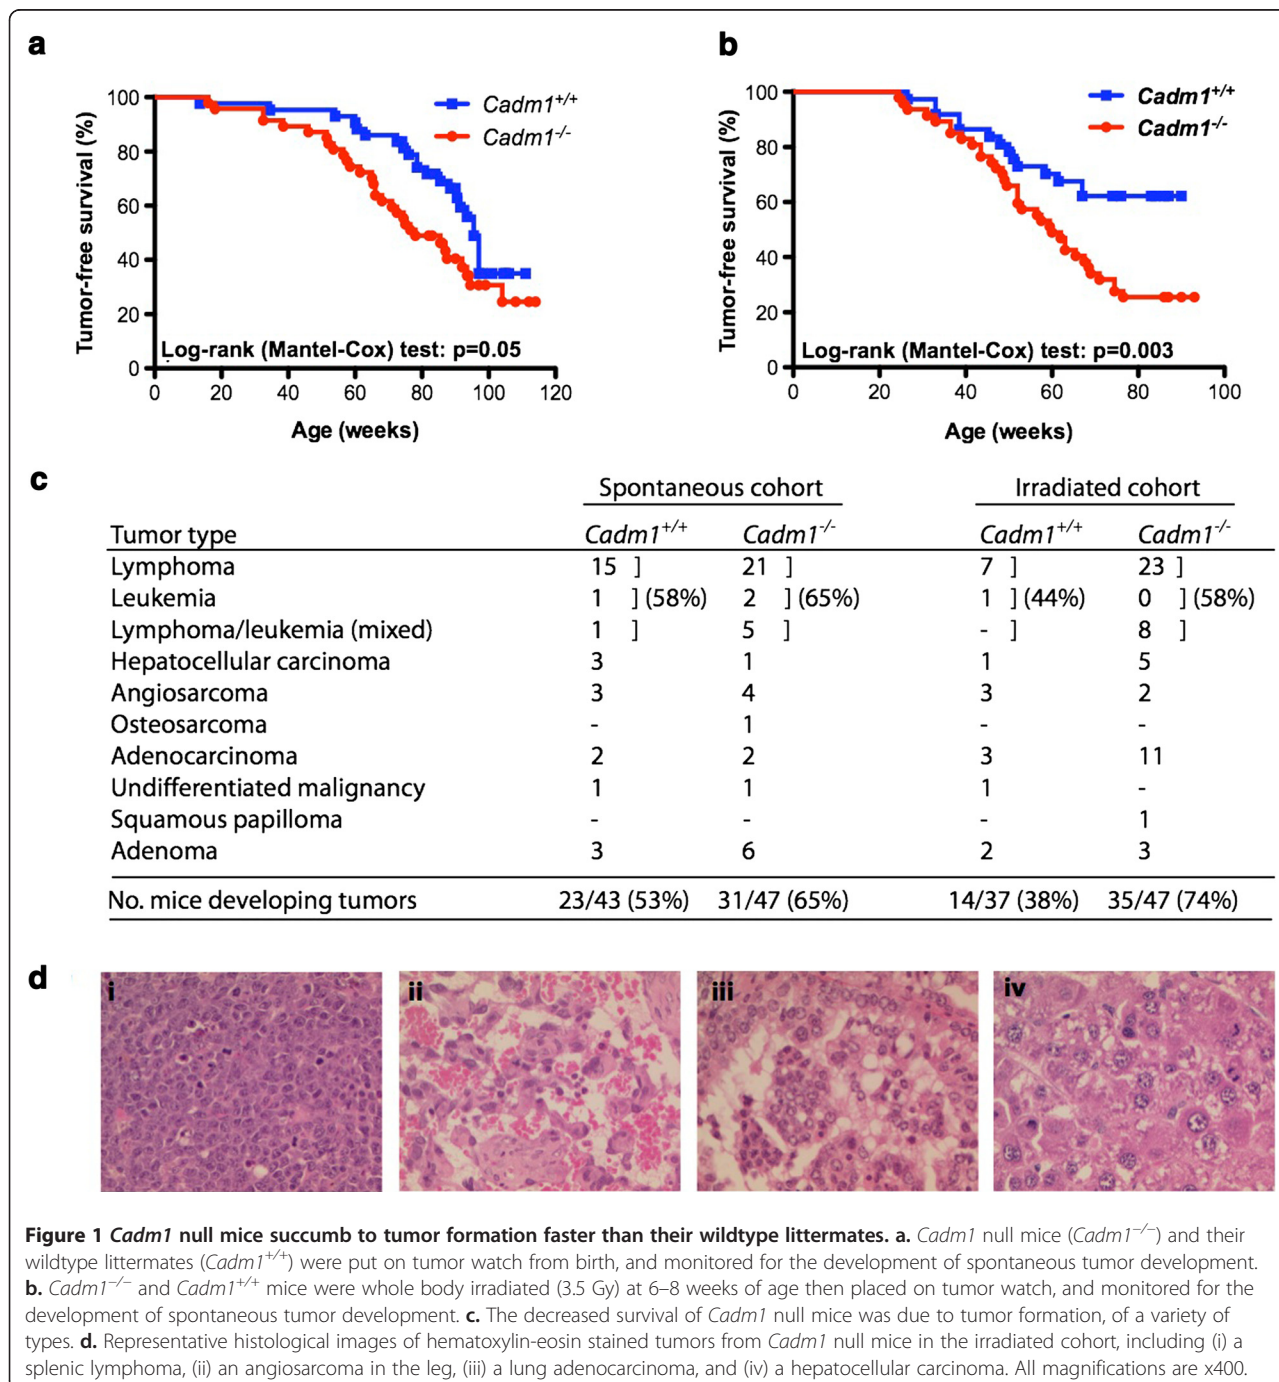 a
b
100
80
60
40
20
0
Tumor-free survival (%)
Cadm1+/+
Cadm1-/-
Log-rank (Mantel-Cox) test: p=0.05
0 20 40 60 80 100 120
Age (weeks)
100
80
60
40
20
0
Tumor-free survival (%)
Cadm1+/+
Cadm1-/-
Log-rank (Mantel-Cox) test: p=0.003
0 20 40 60 80 100
Age (weeks)
c
Spontaneous cohort Irradiated cohort
Tumor type Cadm1+/+ Cadm1-/- Cadm1+/+ Cadm1-/-
Lymphoma 15 ] 21 ] 7 ] 23 ]
Leukemia 1 ] (58%) 2 ] (65%) 1 ] (44%) 0 ] (58%)
Lymphoma/leukemia (mixed) 1 ] 5 ] - ] 8 ]
Hepatocellular carcinoma 3 1 1 5
Angiosarcoma 3 4 3 2
Osteosarcoma - 1 - -
Adenocarcinoma 2 2 3 11
Undifferentiated malignancy 1 1 1 -
Squamous papilloma - - - 1
Adenoma 3 6 2 3
No. mice developing tumors 23/43 (53%) 31/47 (65%) 14/37 (38%) 35/47 (74%)
d
i ii iii iv
Figure 1 Cadm1 null mice succumb to tumor formation faster than their wildtype littermates. a. Cadm1 null mice (Cadm1−/−) and their
wildtype littermates (Cadm1+/+) were put on tumor watch from birth, and monitored for the development of spontaneous tumor development.
b. Cadm1−/− and Cadm1+/+ mice were whole body irradiated (3.5 Gy) at 6–8 weeks of age then placed on tumor watch, and monitored for the
development of spontaneous tumor development. c. The decreased survival of Cadm1 null mice was due to tumor formation, of a variety of
types. d. Representative histological images of hematoxylin-eosin stained tumors from Cadm1 null mice in the irradiated cohort, including (i) a
splenic lymphoma, (ii) an angiosarcoma in the leg, (iii) a lung adenocarcinoma, and (iv) a hepatocellular carcinoma. All magnifications are x400.